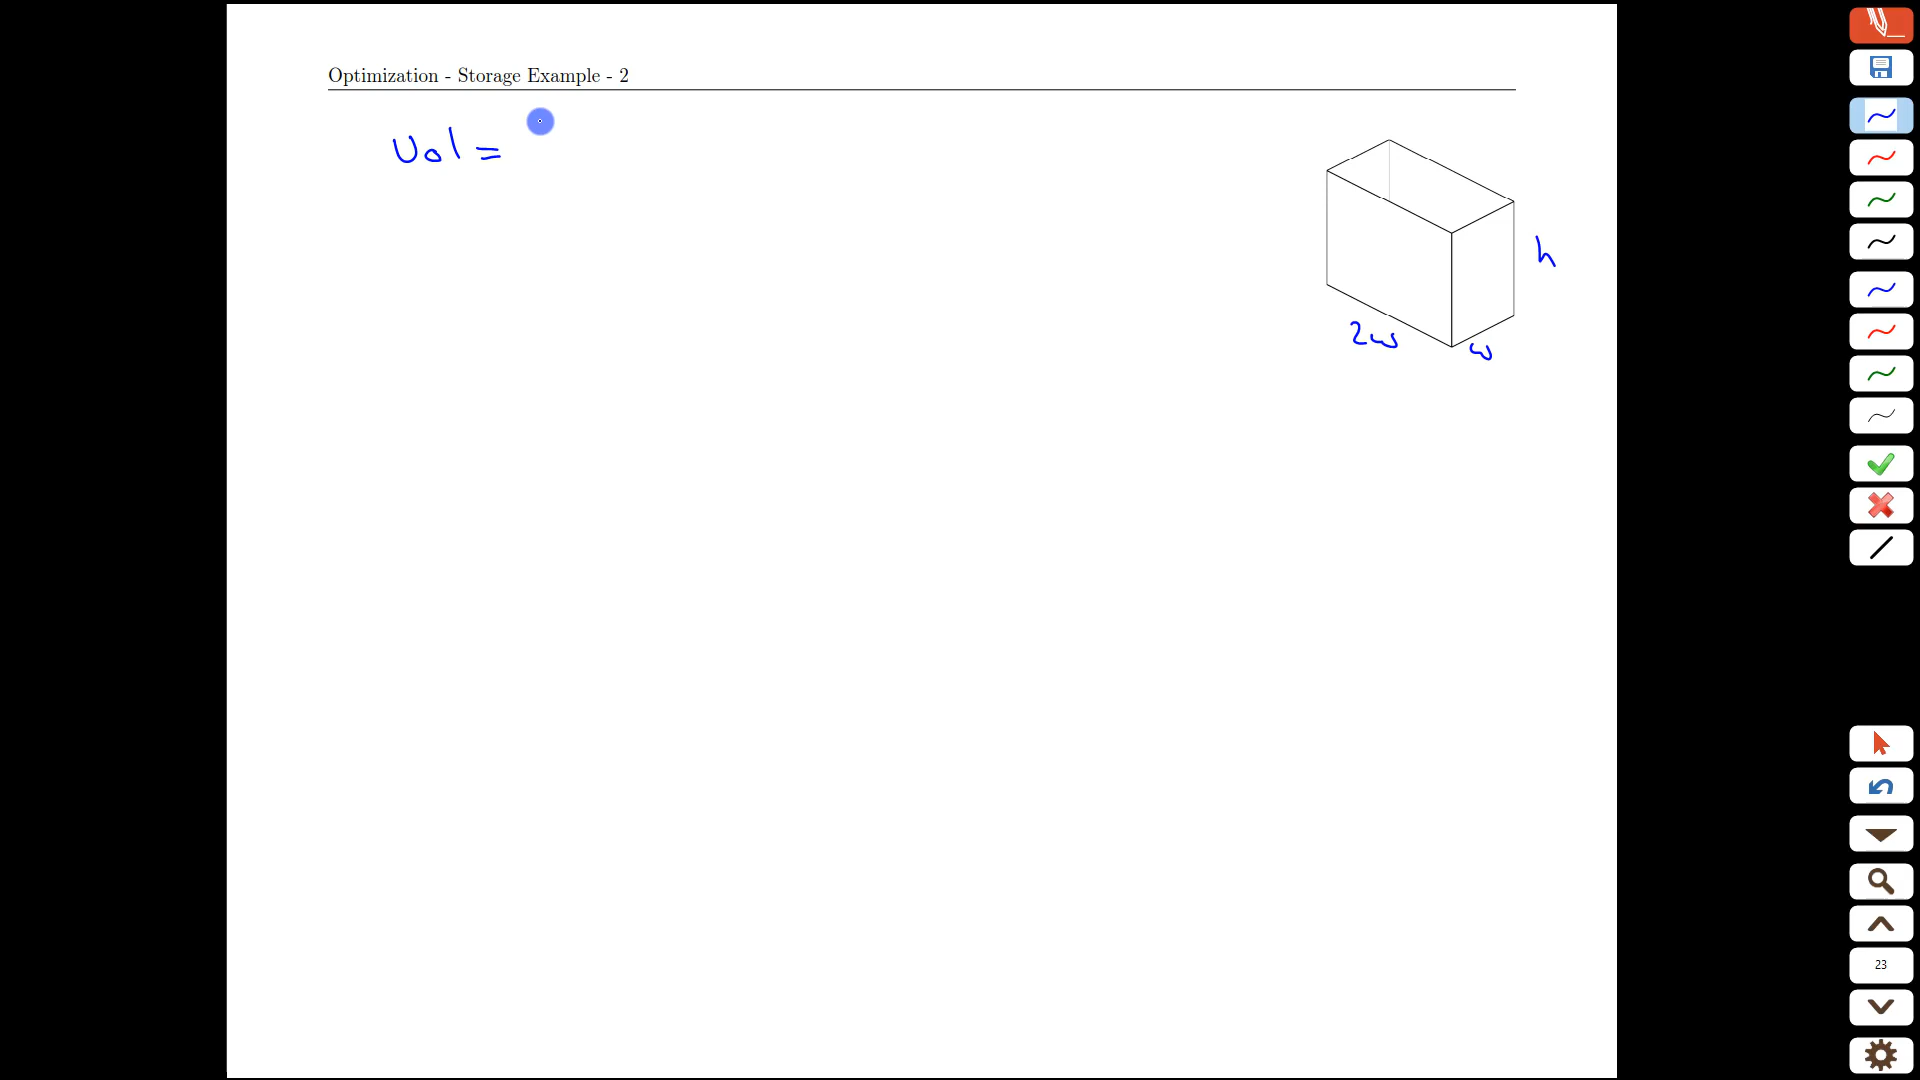 Optimization - Storage Example - 2
Vol =
h
2w
w
23